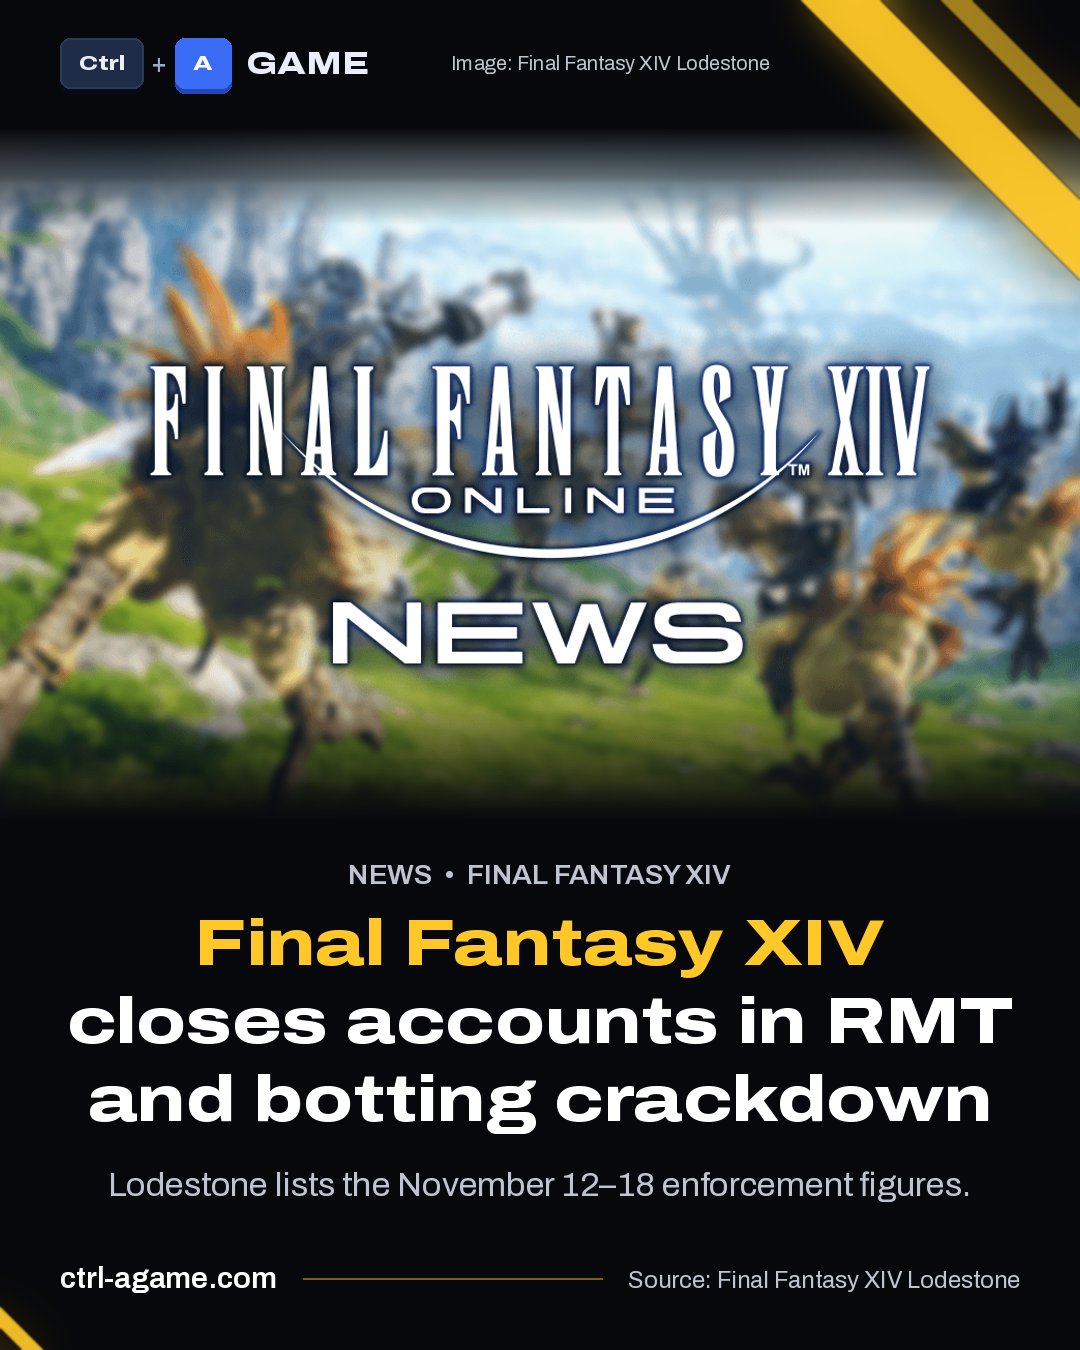 Ctrl + A GAME
Image: Final Fantasy XIV Lodestone
FINAL FANTASY XIV
TM
ONLINE
NEWS
NEWS • FINAL FANTASY XIV
Final Fantasy XIV
closes accounts in RMT
and botting crackdown
Lodestone lists the November 12–18 enforcement figures.
ctrl-agame.com
Source: Final Fantasy XIV Lodestone